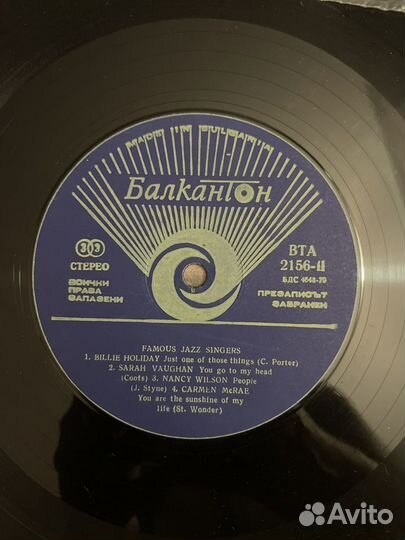 MADE IN BULGARIA
Балкантон
33
СТЕРЕО
ВСИЧКИ
ПРАВА
ЗАПАЗЕНИ
ВТА
2156-II
БДС 4648-70
ПРЕЗАПИСЪТ
ЗАБРАНЕН
FAMOUS JAZZ SINGERS
1. BILLIE HOLIDAY Just one of those things (C. Porter)
2. SARAH VAUGHAN You go to my head
(Coots) 3. NANCY WILSON People
(J. Styne) 4. CARMEN McRAE
You are the sunshine of my
life (St. Wonder)
Avito